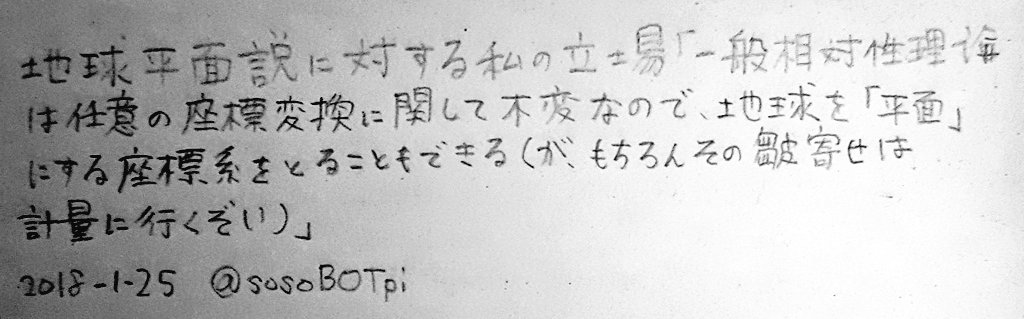 地球平面説に対する私の立場「一般相対性理論
は任意の座標変換に関して不変なので、地球を「平面」
にする座標系をとることもできる(が、もちろんその皺寄せは
計量に行くぞい)」
2018-1-25 @sosoBOTpi